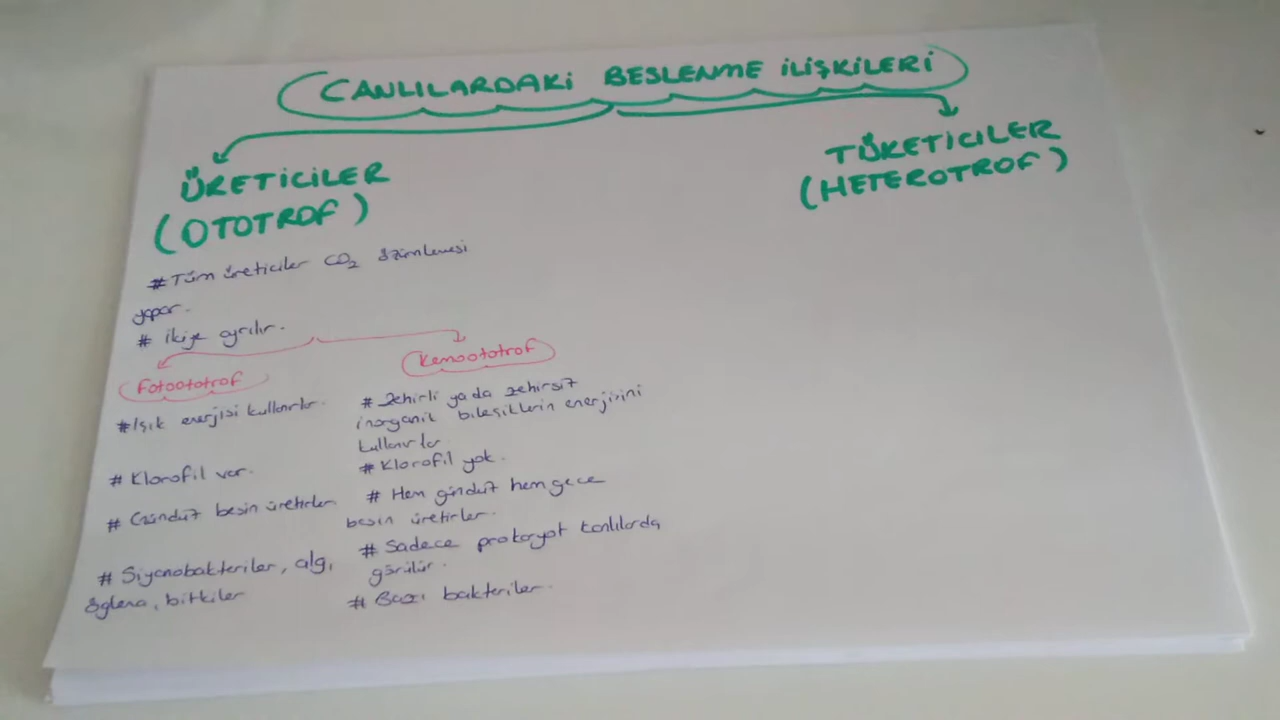 CANLILARDAKİ BESLENME İLİŞKİLERİ
ÜRETİCİLER
(OTOTROF)
#Tüm üreticiler CO2 özümlemesi
yapar.
# İkiye ayrılır.
Fotoototrof
#Işık enerjisi kullanırlar.
# Klorofil var.
# Gündüz besin üretirler
# Siyanobakteriler, alg,
öglena, bitkiler
Kemoototrof
# Zehirli ya da zehirsiz
inorganik bileşiklerin enerjisini
kullanırlar
# Klorofil yok.
# Hem gündüz hem gece
besin üretirler.
# Sadece prokaryot canlılarda
görülür.
# Bazı bakteriler.
TÜKETİCİLER
(HETEROTROF)